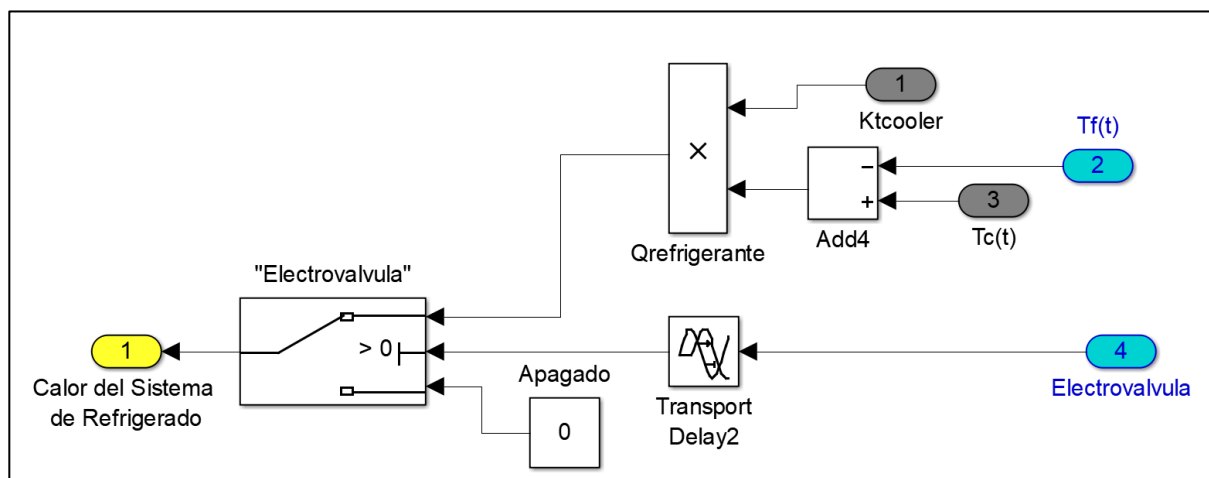 1
Ktcooler
Tf(t)
2
×
−
+
3
Tc(t)
Add4
Qrefrigerante
"Electrovalvula"
> 0
1
Calor del Sistema
de Refrigerado
Apagado
0
Transport
Delay2
4
Electrovalvula